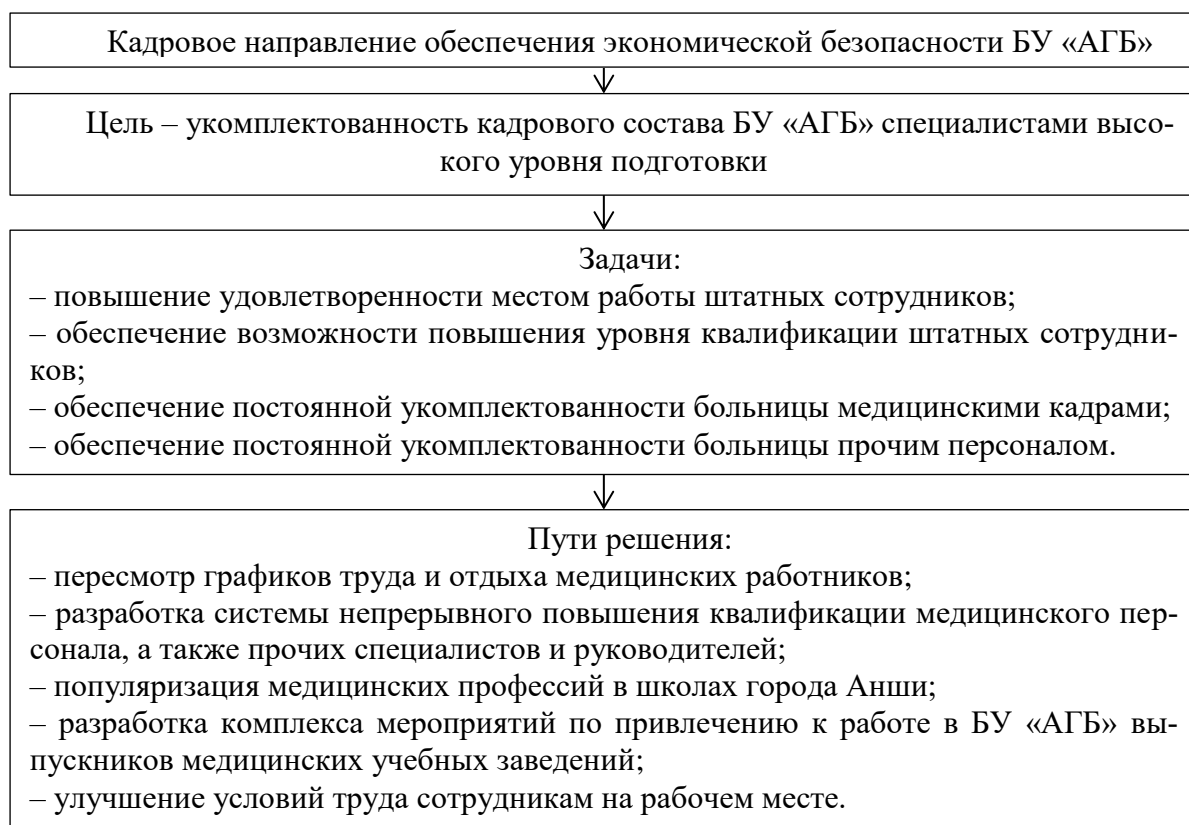 Кадровое направление обеспечения экономической безопасности БУ «АГБ»
Цель – укомплектованность кадрового состава БУ «АГБ» специалистами высо-
кого уровня подготовки
Задачи:
– повышение удовлетворенности местом работы штатных сотрудников;
– обеспечение возможности повышения уровня квалификации штатных сотрудни-
ков;
– обеспечение постоянной укомплектованности больницы медицинскими кадрами;
– обеспечение постоянной укомплектованности больницы прочим персоналом.
Пути решения:
– пересмотр графиков труда и отдыха медицинских работников;
– разработка системы непрерывного повышения квалификации медицинского пер-
сонала, а также прочих специалистов и руководителей;
– популяризация медицинских профессий в школах города Анши;
– разработка комплекса мероприятий по привлечению к работе в БУ «АГБ» вы-
пускников медицинских учебных заведений;
– улучшение условий труда сотрудникам на рабочем месте.